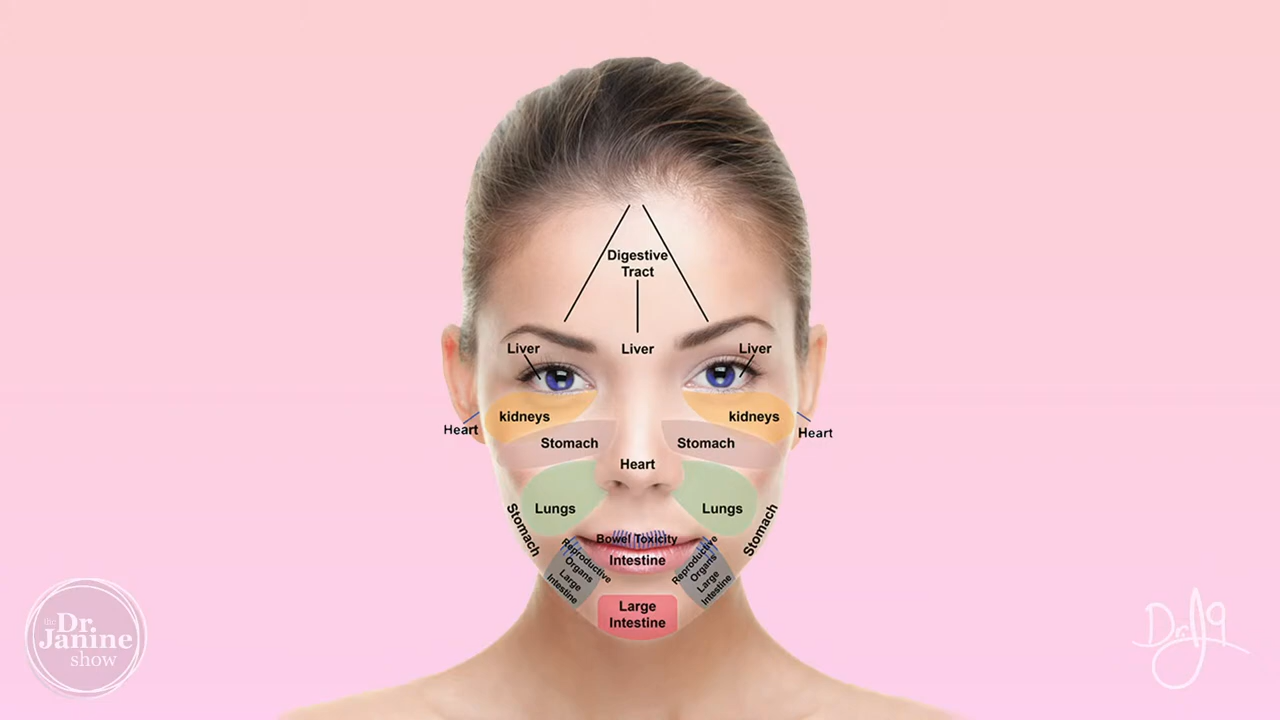 Digestive
Tract
Liver
Liver
Liver
kidneys
kidneys
Heart
Heart
Stomach
Stomach
Heart
Lungs
Lungs
Stomach
Stomach
Bowel Toxicity
Intestine
Reproductive
Organs
Large
Intestine
Reproductive
Organs
Large
Intestine
Large
Intestine
the Dr.
Janine
show